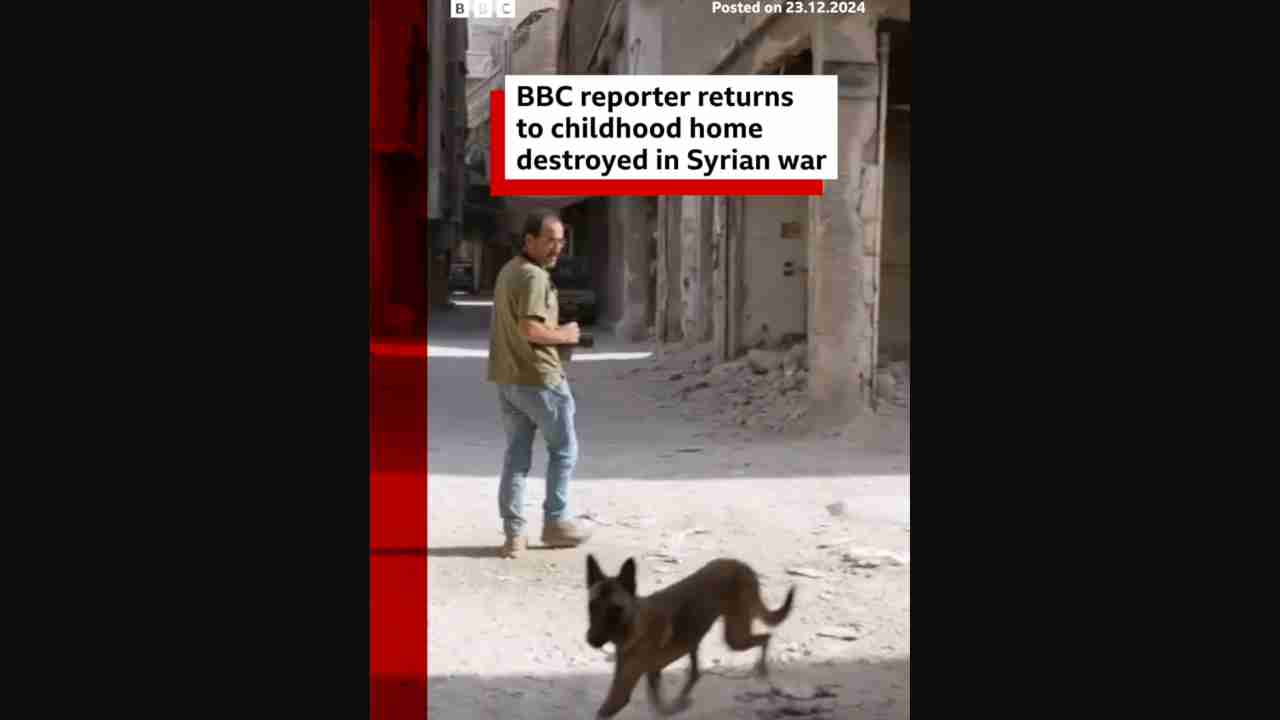 BBC
Posted on 23.12.2024
BBC reporter returns
to childhood home
destroyed in Syrian war